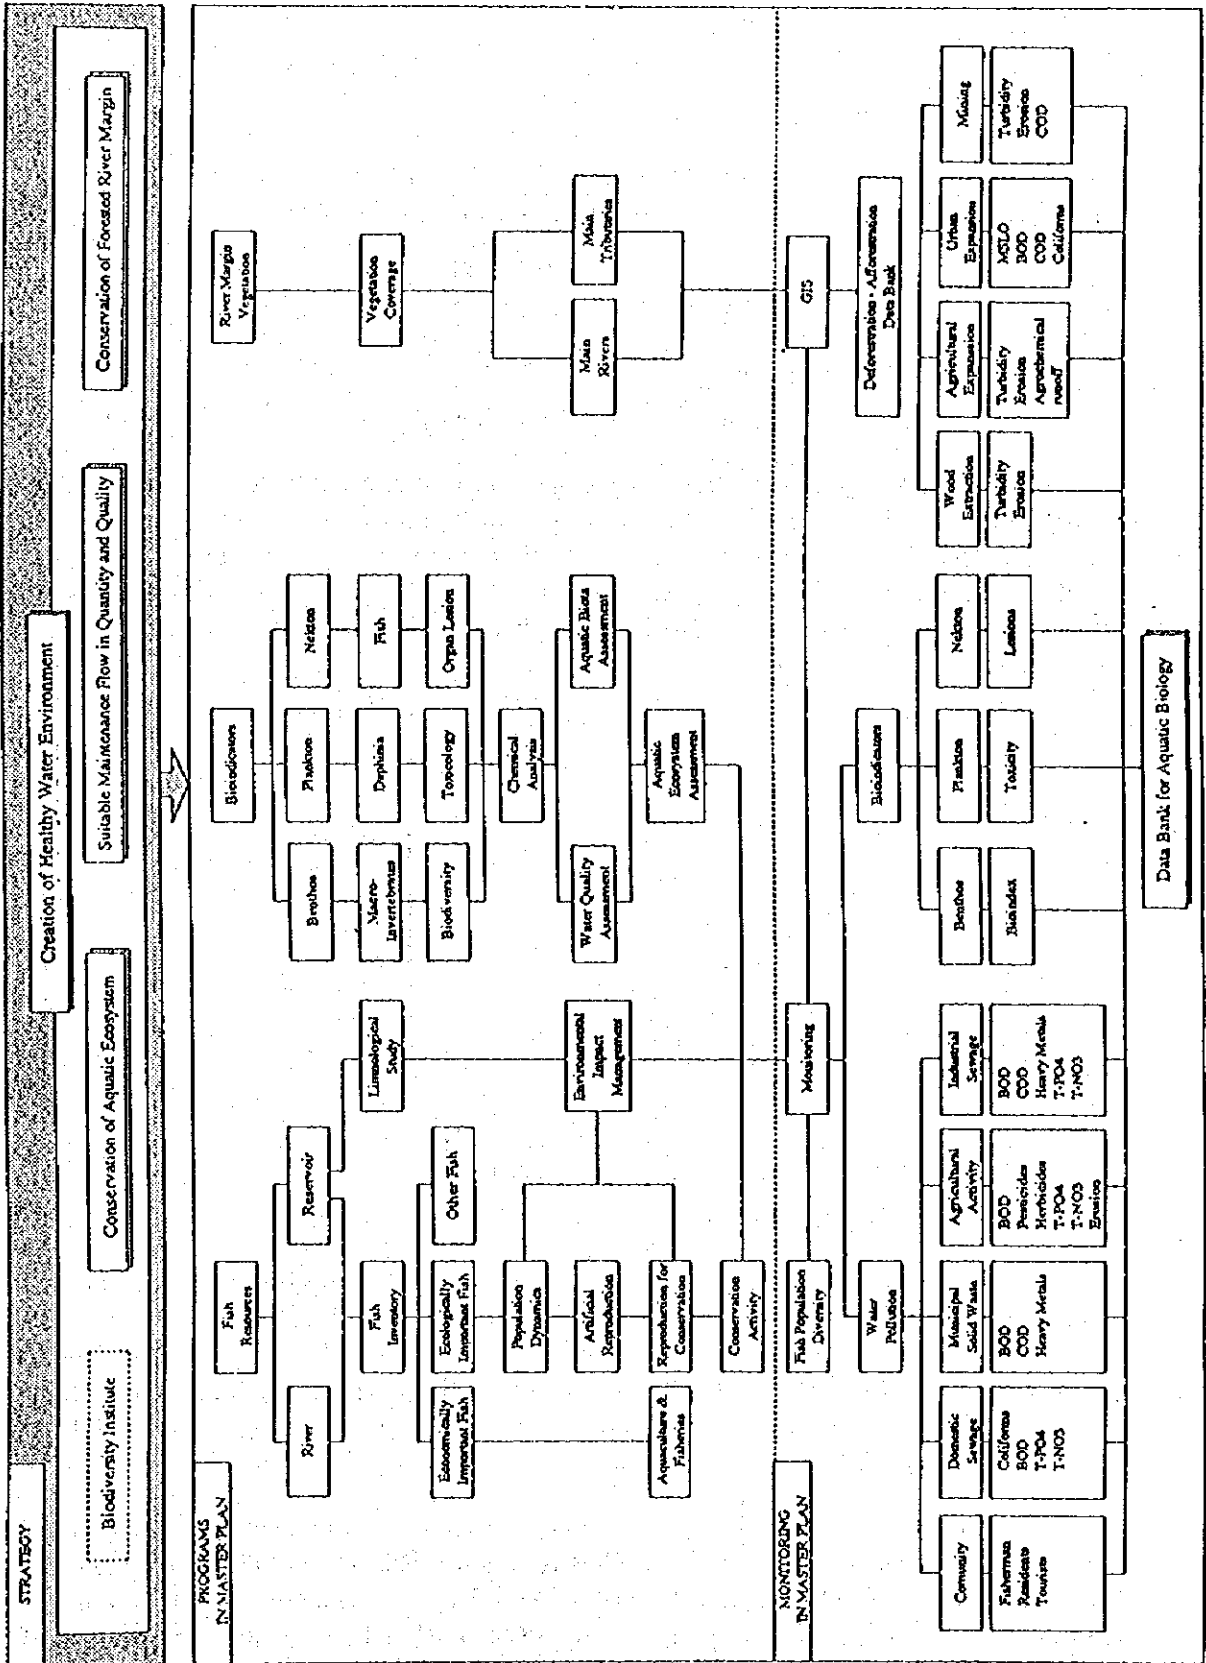 STRATEGY
Creation of Healthy Water Environment
Biodiversity Institute
Conservation of Aquatic Ecosystem
Suitable Maintenance Flow in Quantity and Quality
Conservation of Forested River Margin
PROGRAMS
IN MASTER PLAN
Fish
Resources
Bioindicators
River Margin
Vegetation
River
Reservoir
Brothos
Plankton
Nekton
Fish
Inventory
Limnological
Study
Macro-
Invertebrates
Daphnia
Fish
Vegetation
Coverage
Economically
Important Fish
Ecologically
Important Fish
Other Fish
Biodiversity
Toxocology
Organ Lesion
Population
Dynamics
Chemical
Analysis
Artificial
Reproduction
Environmental
Impact
Management
Water Quality
Assessment
Aquatic Biota
Assessment
Main
Rivers
Main
Tributaries
Aquaculture &
Fisheries
Reproduction for
Conservation
Aquatic
Ecosystem
Assessment
Conservation
Activity
MONITORING
IN MASTER PLAN
Fish Population
Diversity
Monitoring
GIS
Water
Pollution
Bioindicators
Deforestration - Afforestration
Data Bank
Comunity
Domestic
Sewage
Municipal
Solid Waste
Agricultural
Activity
Industrial
Sewage
Benthos
Plankton
Nekton
Wood
Extraction
Agricultural
Expansion
Urban
Expansion
Mining
Fisherman
Residents
Tourists
Coliforms
BOD
T-PO4
T-NO3
BOD
COD
Heavy Metals
BOD
Pesticides
Herbicides
T-PO4
T-NO3
Erosion
BOD
COD
Heavy Metals
T-PO4
T-NO3
Bioindex
Toxicity
Lesions
Turbidity
Erosion
Turbidity
Erosion
Agrochemical
runoff
MSLO
BOD
COD
Coliforms
Turbidity
Erosion
COD
Data Bank for Aquatic Biology